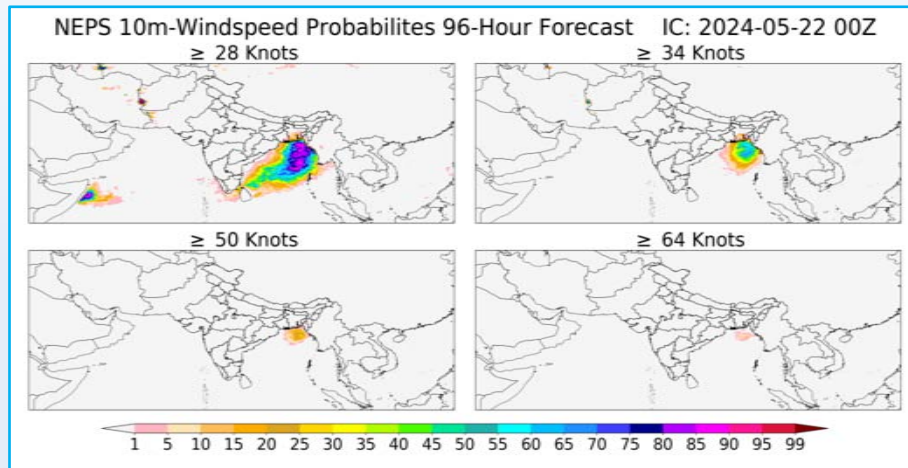 NEPS 10m-Windspeed Probabilites 96-Hour Forecast IC: 2024-05-22 00Z
≥ 28 Knots
≥ 34 Knots
≥ 50 Knots
≥ 64 Knots
1 5 10 15 20 25 30 35 40 45 50 55 60 65 70 75 80 85 90 95 99